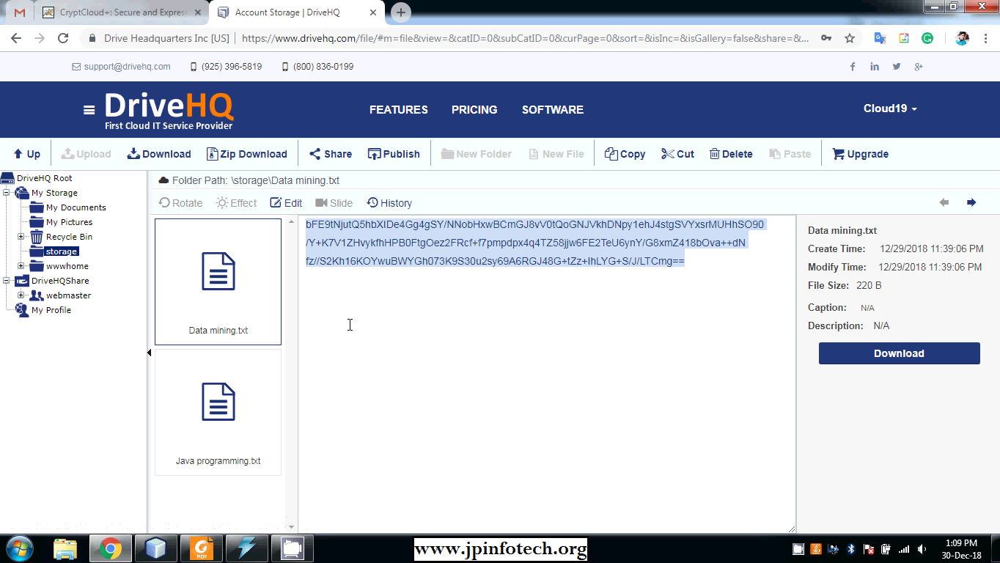 CryptCloud+: Secure and Express
Account Storage | DriveHQ
Drive Headquarters Inc [US] | https://www.drivehq.com/file/#m=file&view=&catID=0&subCatID=0&curPage=0&sort=&isInc=&isGallery=false&share=&...
support@drivehq.com (925) 396-5819 (800) 836-0199
DriveHQ
First Cloud IT Service Provider
FEATURES PRICING SOFTWARE
Cloud19
Up Upload Download Zip Download Share Publish New Folder New File Copy Cut Delete Paste Upgrade
DriveHQ Root
My Storage
My Documents
My Pictures
Recycle Bin
storage
wwwhome
DriveHQShare
webmaster
My Profile
Folder Path: \storage\Data mining.txt
Rotate Effect Edit Slide History
Data mining.txt
Java programming.txt
bFE9tNjutQ5hbXIDe4Gg4gSY/NNobHxwBCmGJ8vV0tQoGNJVkhDNpy1ehJ4stgSVYxsrMUHhSO90
/Y+K7V1ZHvykfhHPB0FtgOez2FRcf+f7pmpdpx4q4TZ58jjw6FE2TeU6ynY/G8xmZ418bOva++dN
fz//S2Kh16KOYwuBWYGh073K9S30u2sy69A6RGJ48G+tZz+IhLYG+S/J/LTCmg==
Data mining.txt
Create Time: 12/29/2018 11:39:06 PM
Modify Time: 12/29/2018 11:39:06 PM
File Size: 220 B
Caption: N/A
Description: N/A
Download
PDF
www.jpinfotech.org
1:09 PM
30-Dec-18